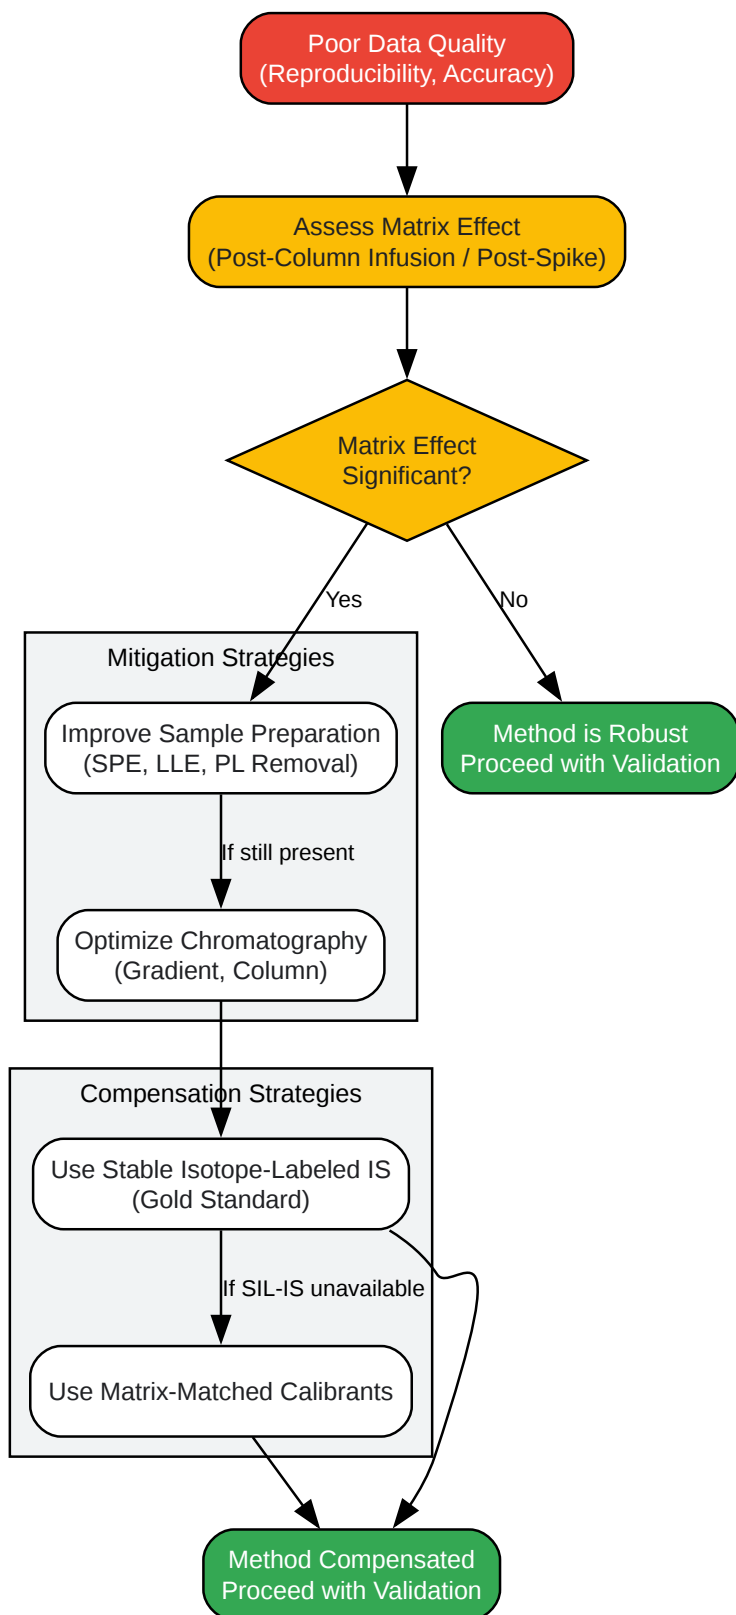 Poor Data Quality
(Reproducibility, Accuracy)
Assess Matrix Effect
(Post-Column Infusion / Post-Spike)
Matrix Effect
Significant?
Yes
No
Mitigation Strategies
Improve Sample Preparation
(SPE, LLE, PL Removal)
Method is Robust
Proceed with Validation
If still present
Optimize Chromatography
(Gradient, Column)
Compensation Strategies
Use Stable Isotope-Labeled IS
(Gold Standard)
If SIL-IS unavailable
Use Matrix-Matched Calibrants
Method Compensated
Proceed with Validation